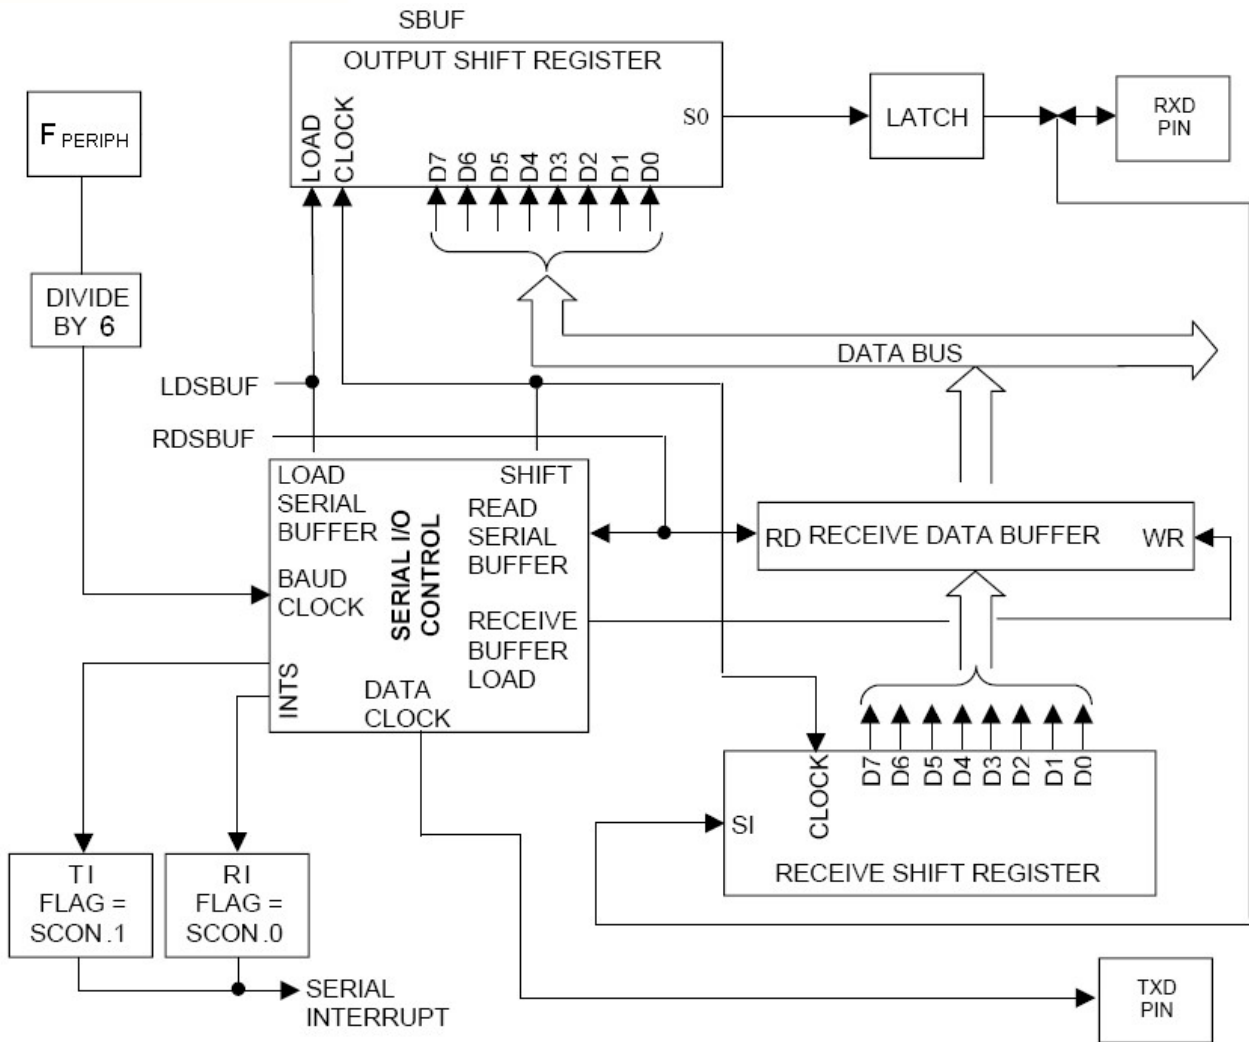 SBUF
OUTPUT SHIFT REGISTER
LOAD
CLOCK
D7
D6
D5
D4
D3
D2
D1
D0
S0
LATCH
RXD
PIN
F PERIPH
DIVIDE
BY 6
DATA BUS
LDSBUF
RDSBUF
LOAD
SERIAL
BUFFER
SHIFT
READ
SERIAL
BUFFER
SERIAL I/O
CONTROL
BAUD
CLOCK
RECEIVE
BUFFER
LOAD
INTS
DATA
CLOCK
RD
RECEIVE DATA BUFFER
WR
CLOCK
D7
D6
D5
D4
D3
D2
D1
D0
SI
RECEIVE SHIFT REGISTER
TI
FLAG =
SCON.1
RI
FLAG =
SCON.0
SERIAL
INTERRUPT
TXD
PIN